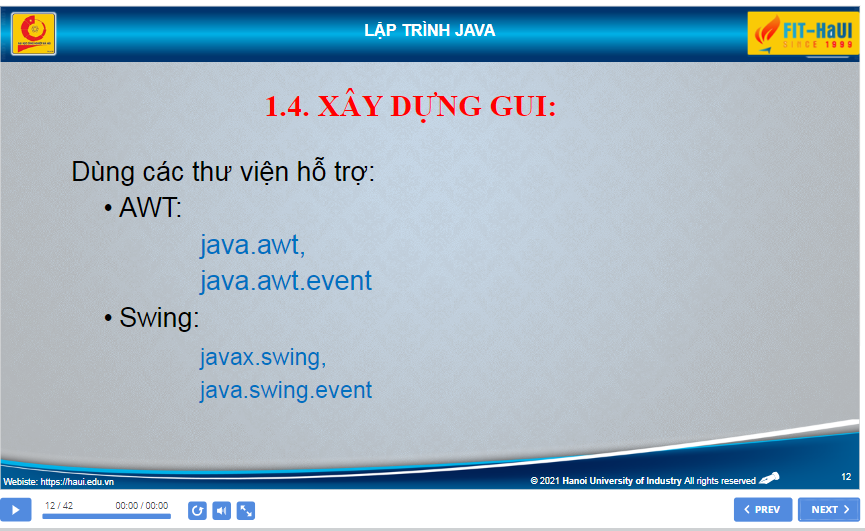 LẬP TRÌNH JAVA
FIT-HaUI
SINCE 1999
1.4. XÂY DỰNG GUI:
Dùng các thư viện hỗ trợ:
• AWT:
java.awt,
java.awt.event
• Swing:
javax.swing,
java.swing.event
Webiste: https://haui.edu.vn
© 2021 Hanoi University of Industry All rights reserved
12
12 / 42
00:00 / 00:00
PREV
NEXT